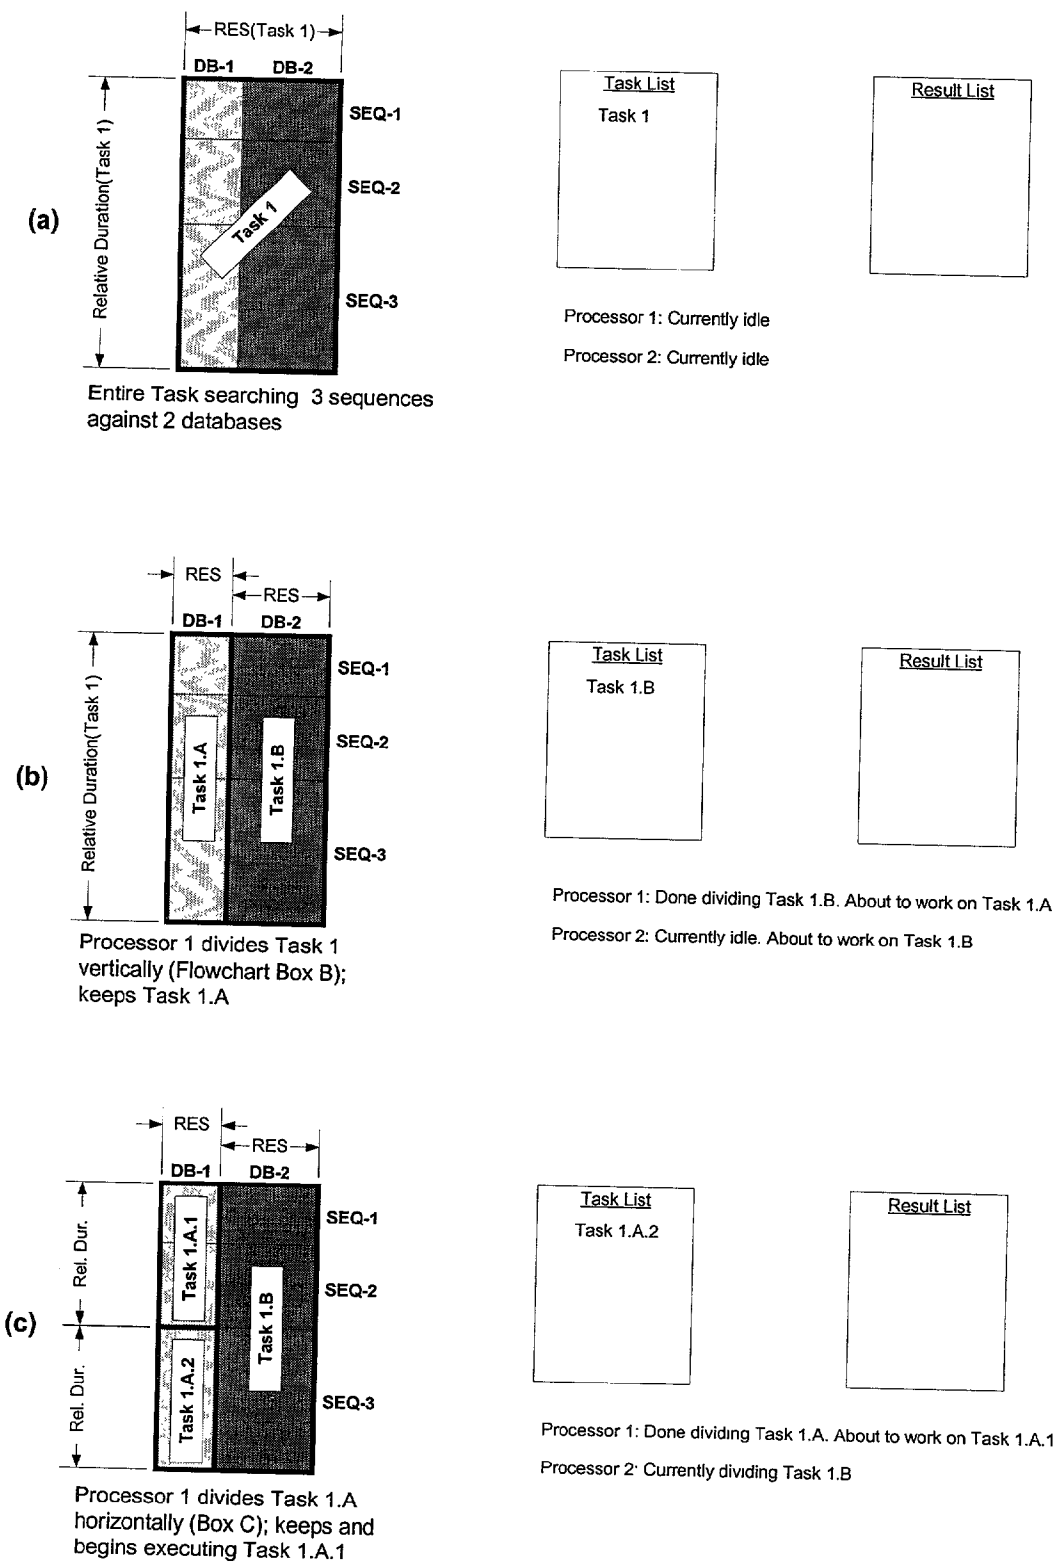 RES(Task 1)
DB-1 DB-2
SEQ-1
SEQ-2
SEQ-3
Relative Duration(Task 1)
Task 1
(a)
Entire Task searching 3 sequences
against 2 databases
Task List
Task 1
Result List
Processor 1: Currently idle
Processor 2: Currently idle
RES
RES
DB-1 DB-2
SEQ-1
SEQ-2
SEQ-3
Relative Duration(Task 1)
Task 1.A
Task 1.B
(b)
Processor 1 divides Task 1
vertically (Flowchart Box B);
keeps Task 1.A
Task List
Task 1.B
Result List
Processor 1: Done dividing Task 1.B. About to work on Task 1.A
Processor 2: Currently idle. About to work on Task 1.B
RES
RES
DB-1 DB-2
SEQ-1
SEQ-2
SEQ-3
Rel. Dur.
Rel. Dur.
Task 1.A.1
Task 1.A.2
Task 1.B
(c)
Processor 1 divides Task 1.A
horizontally (Box C); keeps and
begins executing Task 1.A.1
Task List
Task 1.A.2
Result List
Processor 1: Done dividing Task 1.A. About to work on Task 1.A.1
Processor 2: Currently dividing Task 1.B